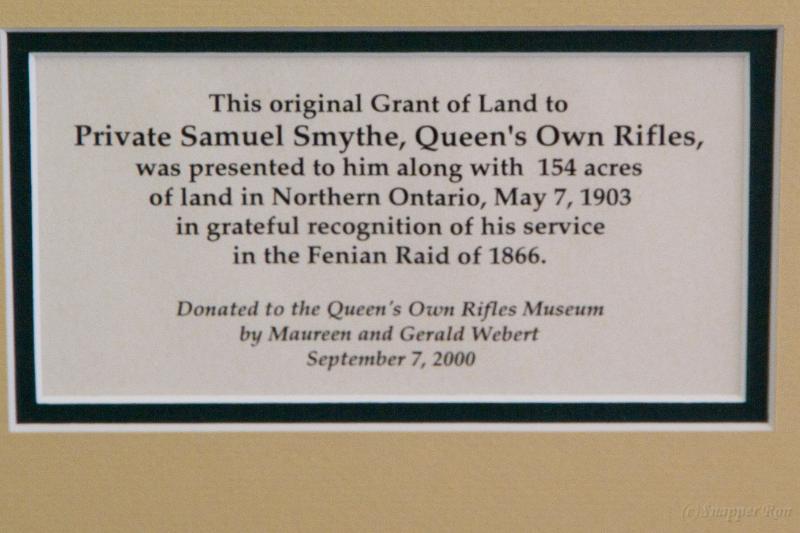 This original Grant of Land to
Private Samuel Smythe, Queen's Own Rifles,
was presented to him along with 154 acres
of land in Northern Ontario, May 7, 1903
in grateful recognition of his service
in the Fenian Raid of 1866.
Donated to the Queen's Own Rifles Museum
by Maureen and Gerald Webert
September 7, 2000
(c)Snapper Ron